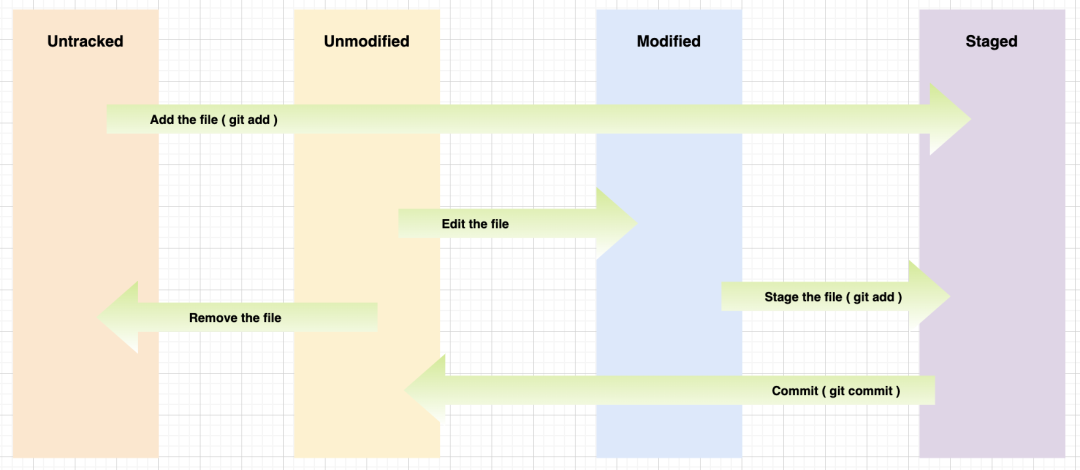 Untracked
Unmodified
Modified
Staged
Add the file ( git add )
Edit the file
Stage the file ( git add )
Remove the file
Commit ( git commit )